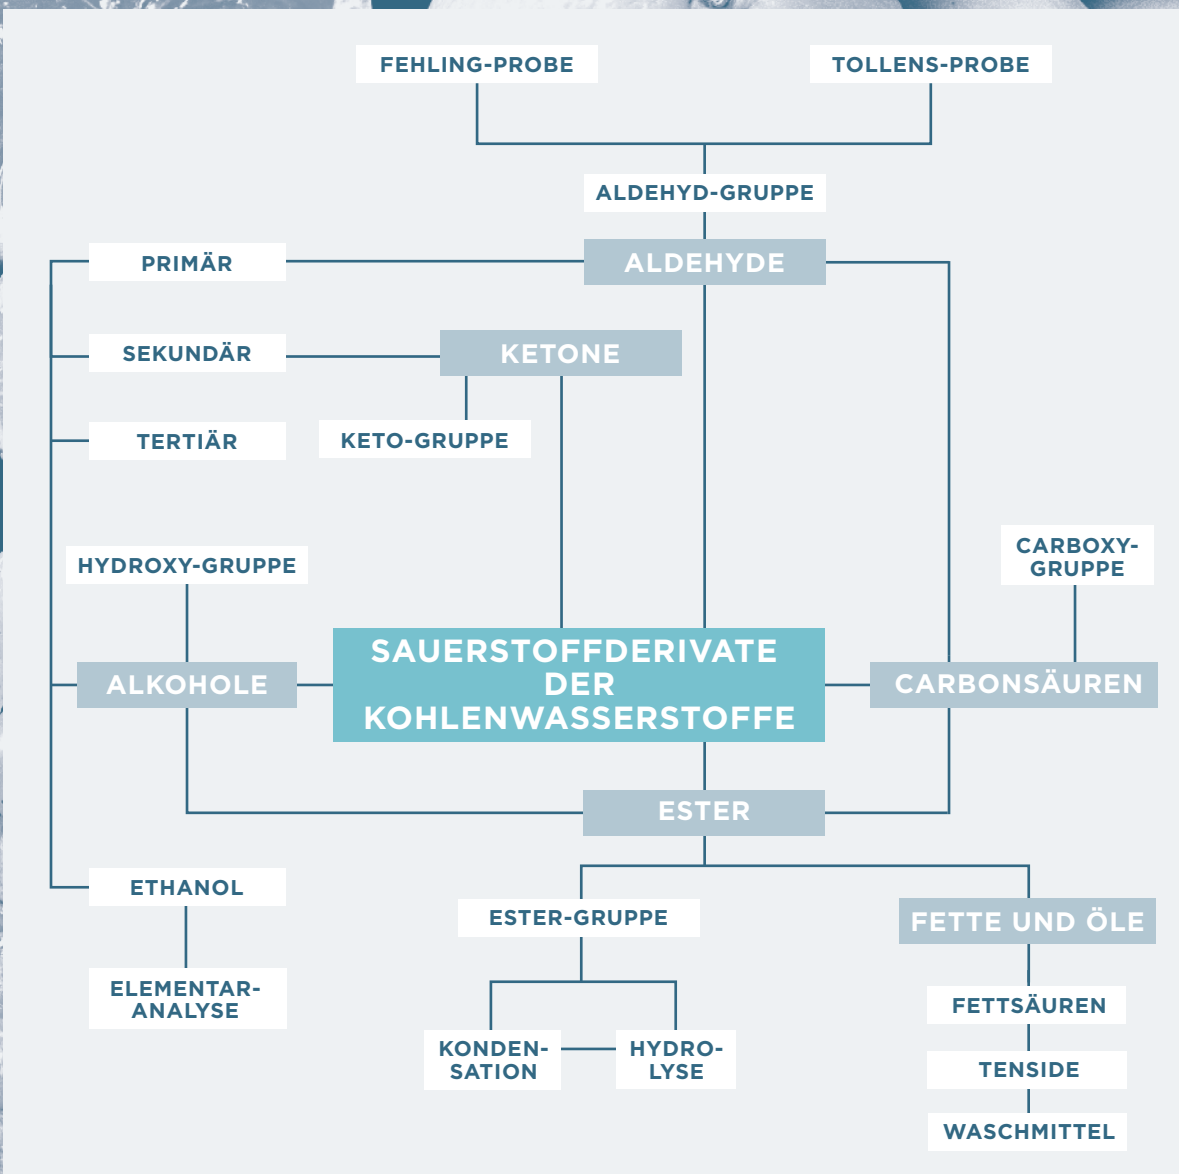 FEHLING-PROBE
TOLLENS-PROBE
ALDEHYD-GRUPPE
PRIMÄR
ALDEHYDE
SEKUNDÄR
KETONE
TERTIÄR
KETO-GRUPPE
HYDROXY-GRUPPE
CARBOXY-
GRUPPE
ALKOHOLE
SAUERSTOFFDERIVATE
DER
KOHLENWASSERSTOFFE
CARBONSÄUREN
ESTER
ETHANOL
ESTER-GRUPPE
FETTE UND ÖLE
ELEMENTAR-
ANALYSE
FETTSÄUREN
KONDEN-
SATION
HYDRO-
LYSE
TENSIDE
WASCHMITTEL